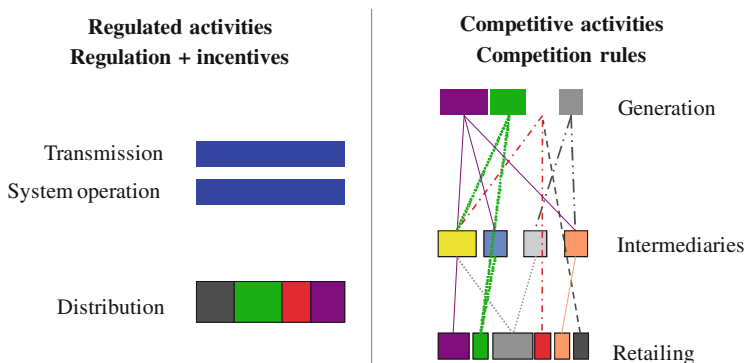 Regulated activities
Regulation + incentives
Transmission
System operation
Distribution
Competitive activities
Competition rules
Generation
Intermediaries
Retailing